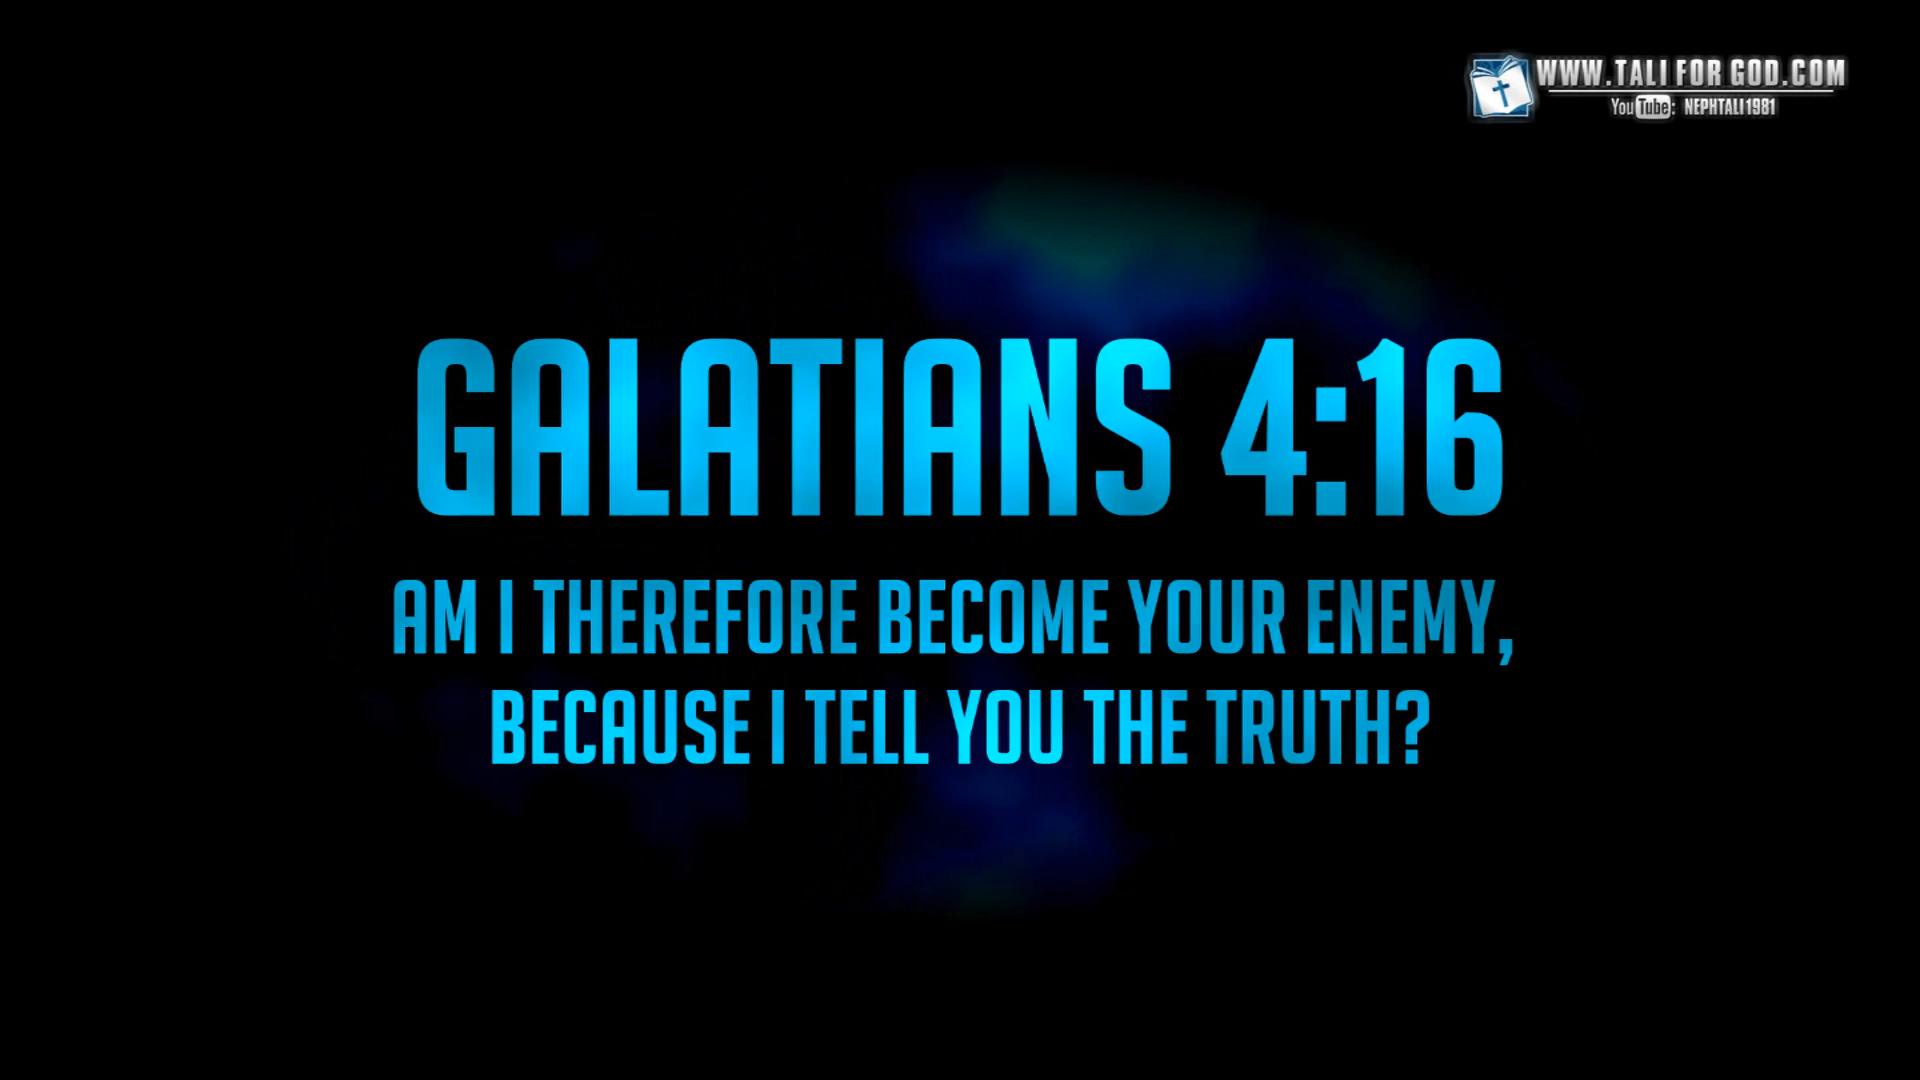 WWW.TALI FOR GOD.COM
YouTube: NEPHTALI1981
GALATIANS 4:16
AM I THEREFORE BECOME YOUR ENEMY,
BECAUSE I TELL YOU THE TRUTH?